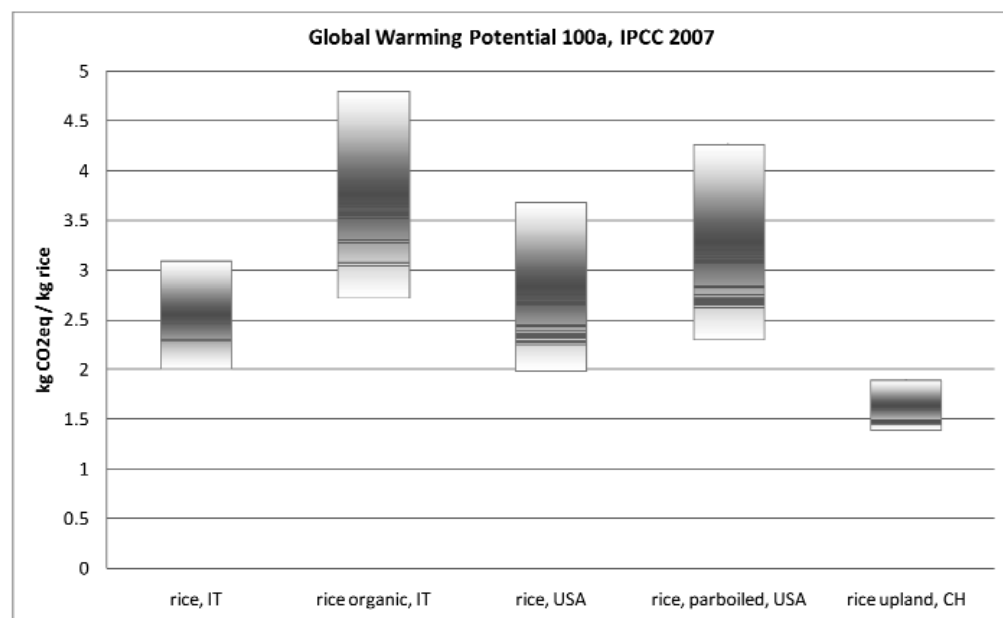 Global Warming Potential 100a, IPCC 2007
kg CO2eq / kg rice
5
4.5
4
3.5
3
2.5
2
1.5
1
0.5
0
rice, IT
rice organic, IT
rice, USA
rice, parboiled, USA
rice upland, CH